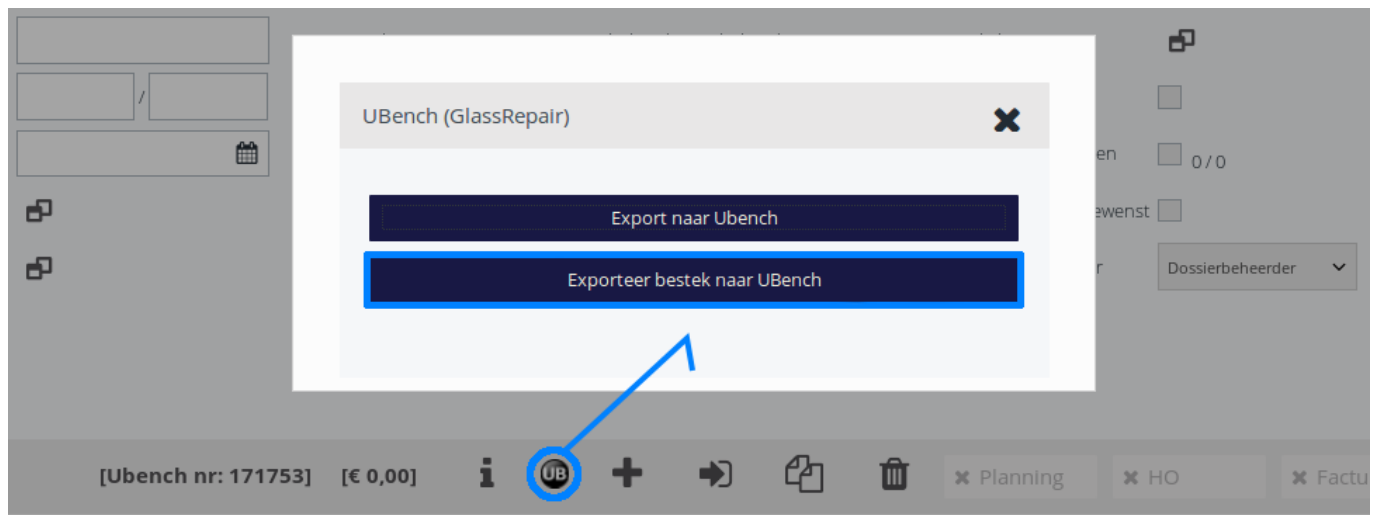 /
UBench (GlassRepair)
en
0 / 0
Export naar Ubench
ewenst
Exporteer bestek naar UBench
r
Dossierbeheerder
[Ubench nr: 171753]
[€ 0,00]
UB
Planning
HO
Factu